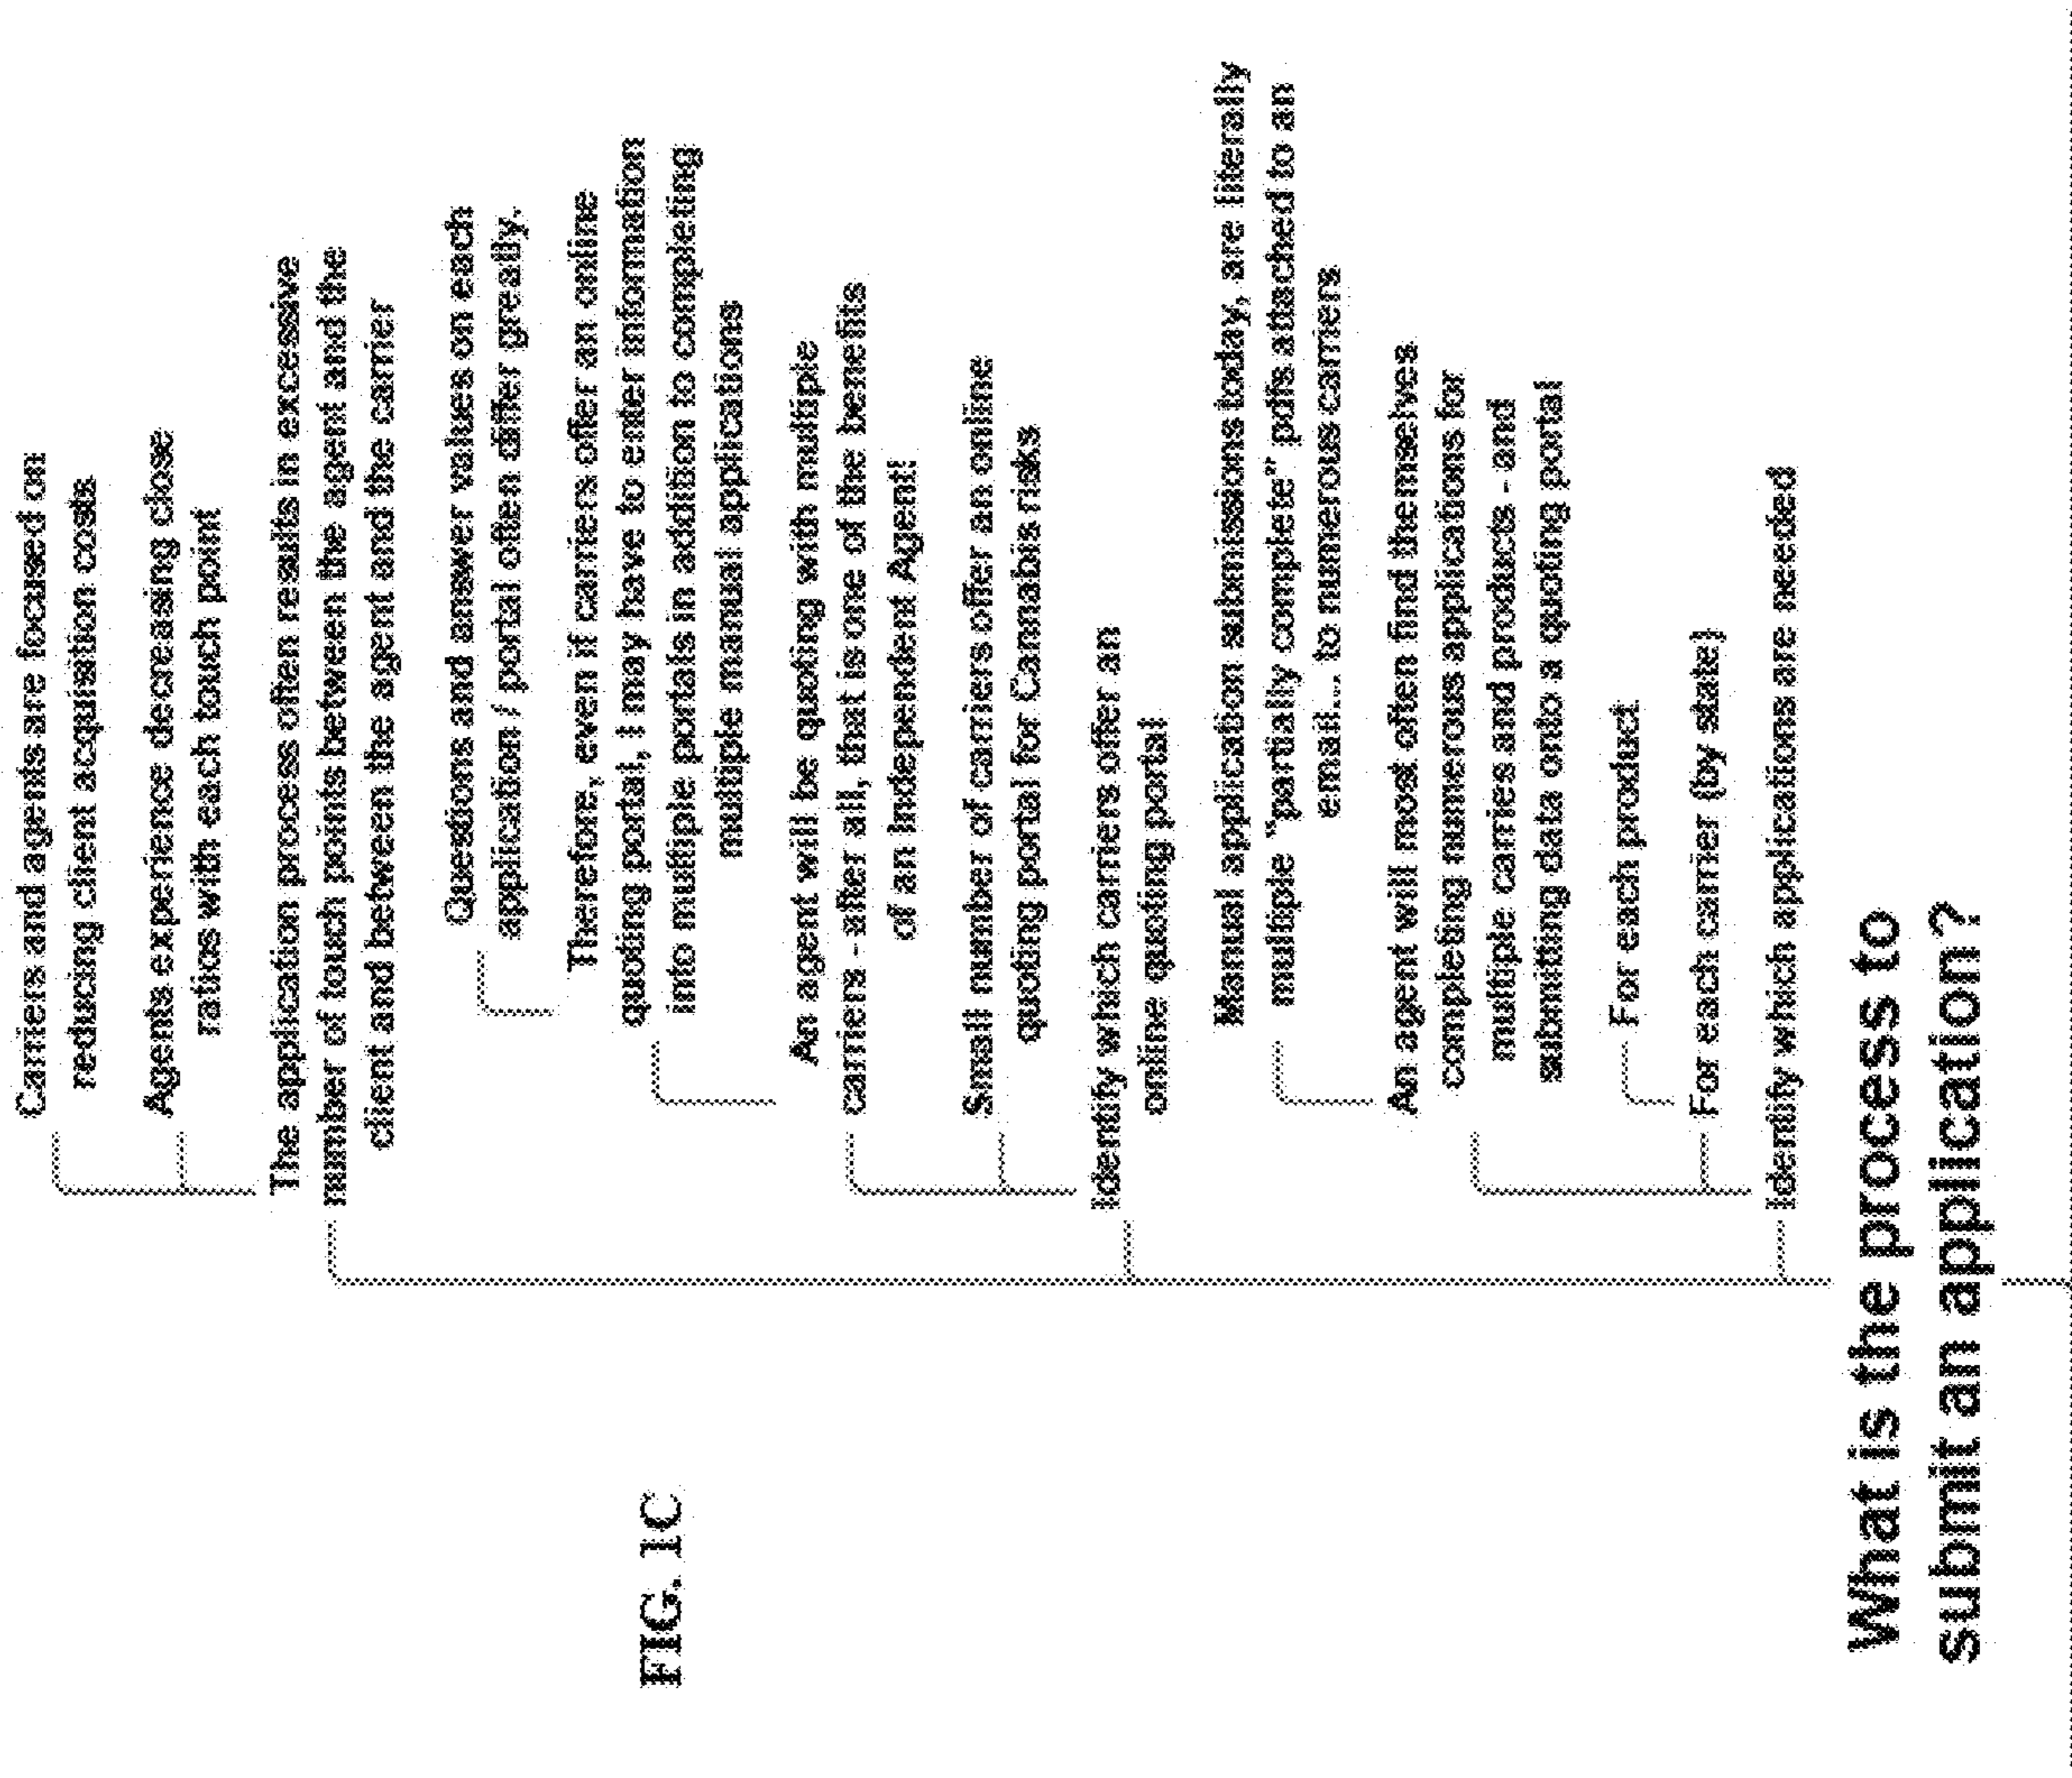 Carriers and agents are focused on
reducing client acquisition costs
Agents experience decreasing close
ratios with each touch point
The application process often results in excessive
number of touch points between the agent and the
client and between the agent and the carrier
Questions and answer values on each
application / portal often differ greatly.
Therefore, even if carriers offer an online
quoting portal, I may have to enter information
into multiple portals in addition to completing
multiple manual applications
An agent will be quoting with multiple
carriers - after all, that is one of the benefits
of an Independent Agent!
Small number of carriers offer an online
quoting portal for Cannabis risks
Identify which carriers offer an
online quoting portal
Manual application submissions today, are literally
multiple "partially complete" pdfs attached to an
email... to numerous carriers
An agent will most often find themselves
completing numerous applications for
multiple carries and products - and
submitting data onto a quoting portal
For each product
For each carrier (by state)
Identify which applications are needed
What is the process to
submit an application?
FIG. 1C